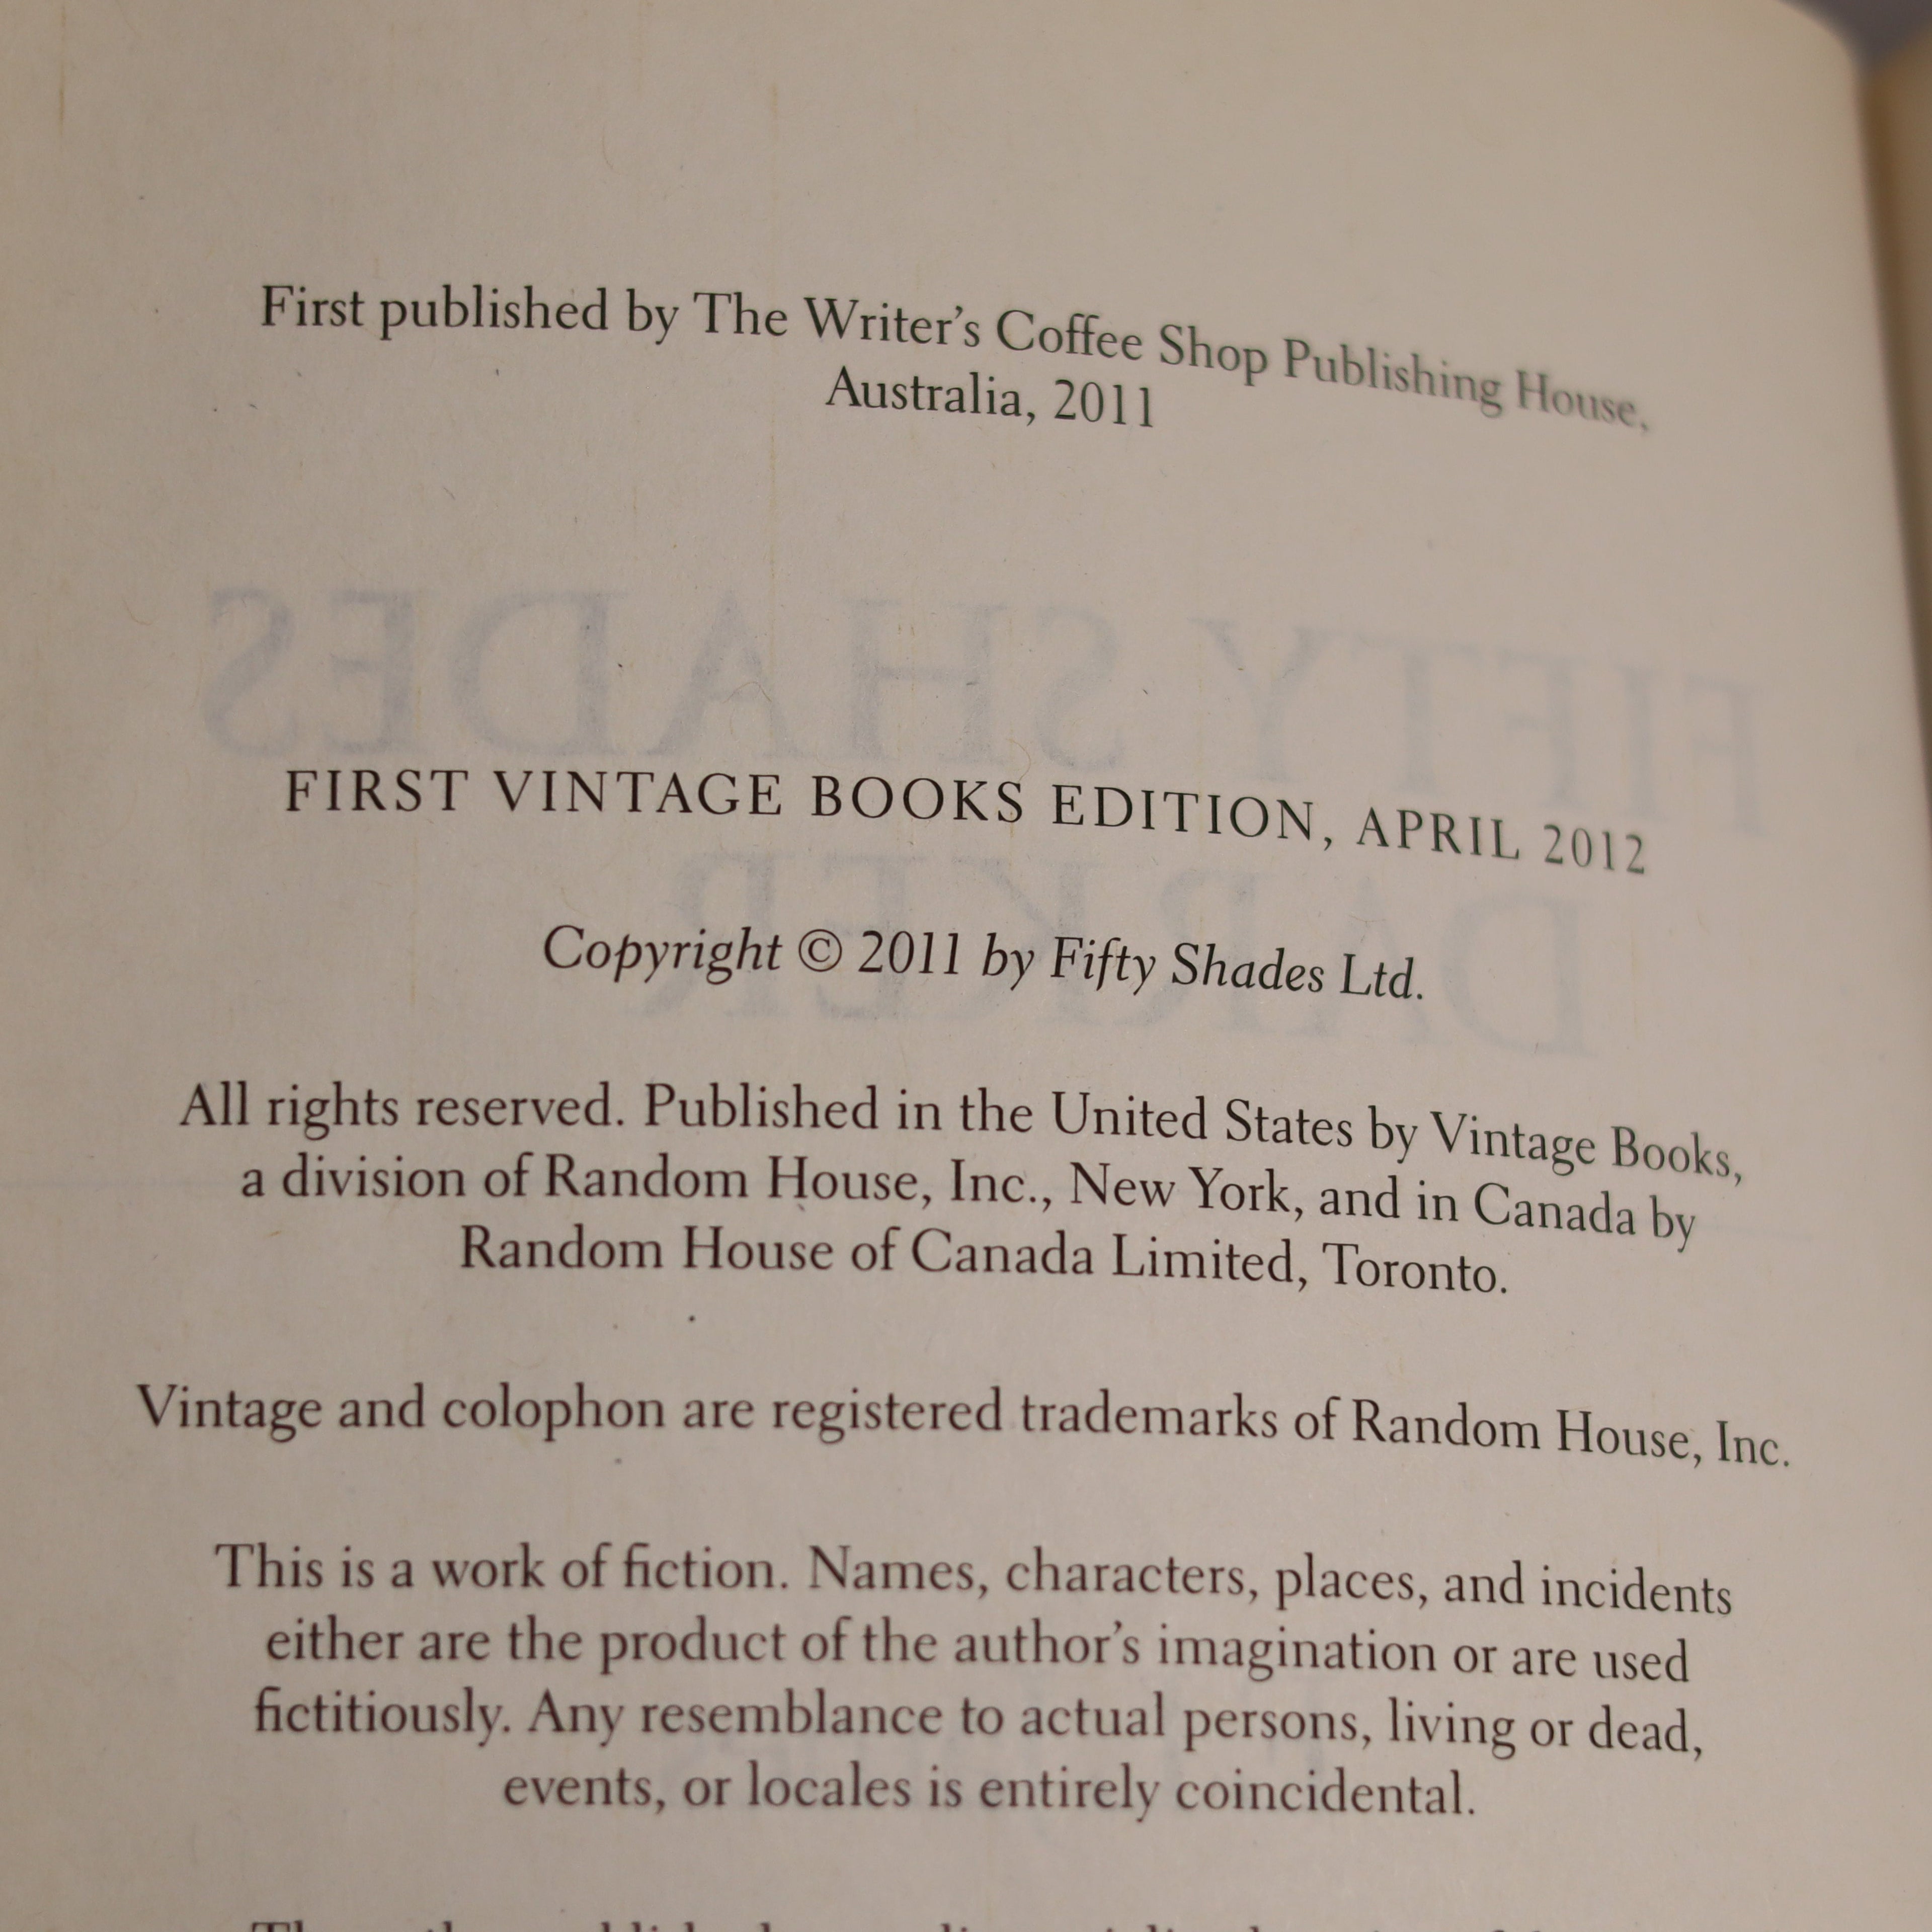 First published by The Writer's Coffee Shop Publishing House,
Australia, 2011
FIFTY SHADES
FIRST VINTAGE BOOKS EDITION, APRIL 2012
DARKER
Copyright © 2011 by Fifty Shades Ltd.
All rights reserved. Published in the United States by Vintage Books,
a division of Random House, Inc., New York, and in Canada by
Random House of Canada Limited, Toronto.
Vintage and colophon are registered trademarks of Random House, Inc.
This is a work of fiction. Names, characters, places, and incidents
either are the product of the author's imagination or are used
fictitiously. Any resemblance to actual persons, living or dead,
events, or locales is entirely coincidental.